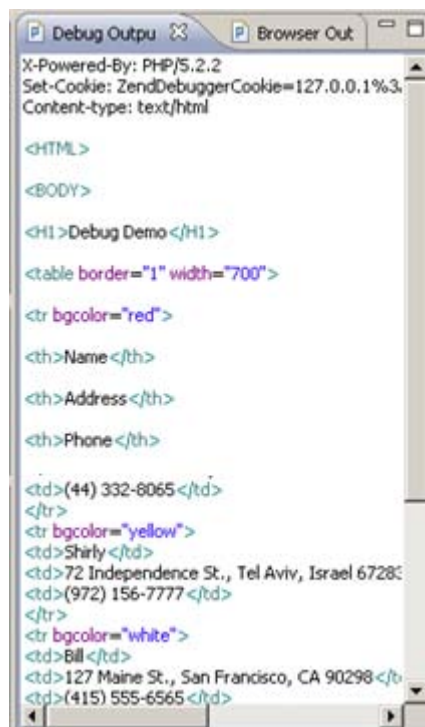 Debug Outpu
Browser Out
X-Powered-By: PHP/5.2.2
Set-Cookie: ZendDebuggerCookie=127.0.0.1%3
Content-type: text/html
<HTML>
<BODY>
<H1>Debug Demo</H1>
<table border="1" width="700">
<tr bgcolor="red">
<th>Name</th>
<th>Address</th>
<th>Phone</th>
<td>(44) 332-8065</td>
</tr>
<tr bgcolor="yellow">
<td>Shirly</td>
<td>72 Independence St., Tel Aviv, Israel 6728
<td>(972) 156-7777</td>
</tr>
<tr bgcolor="white">
<td>Bill</td>
<td>127 Maine St., San Francisco, CA 90298</t
<td>(415) 555-6565</td>